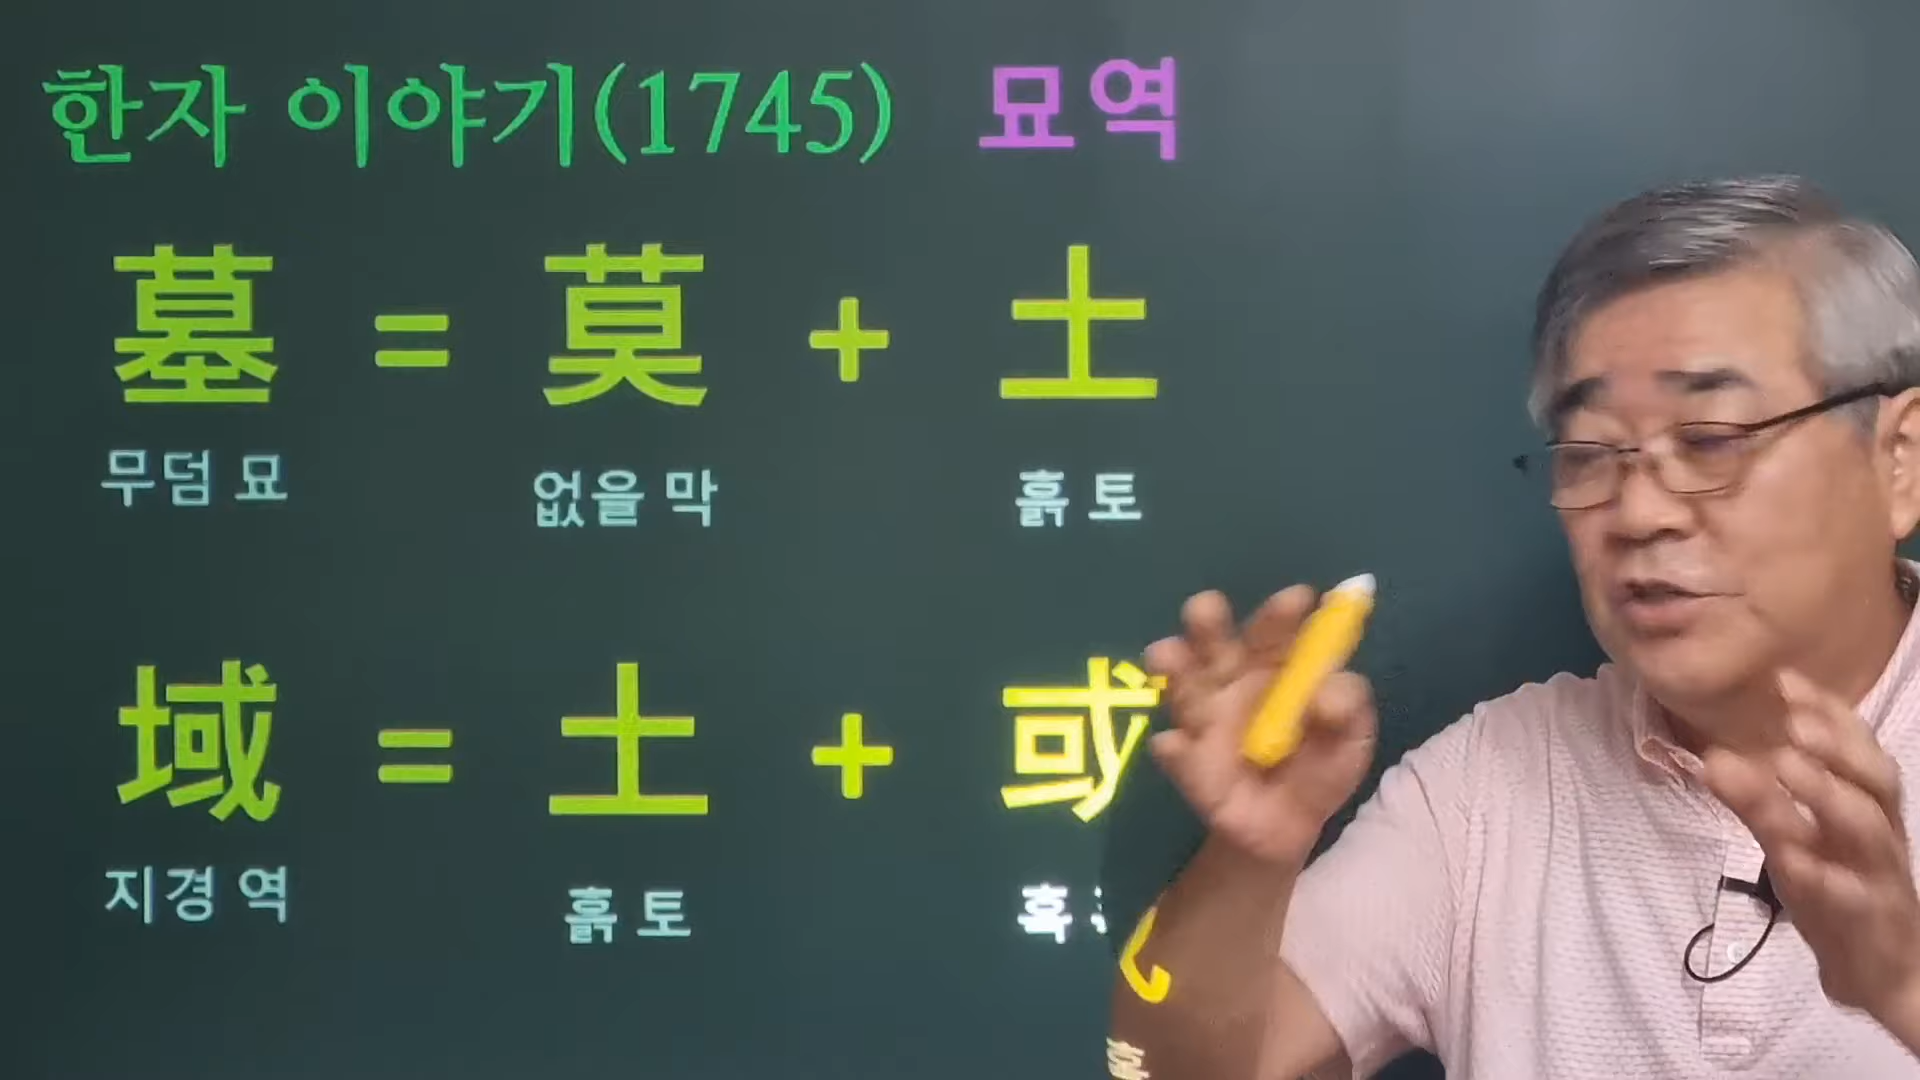 한자 이야기(1745) 묘역
墓 = 莫 + 土
무덤 묘 없을 막 흙 토
域 = 土 + 或
지경 역 흙 토 혹